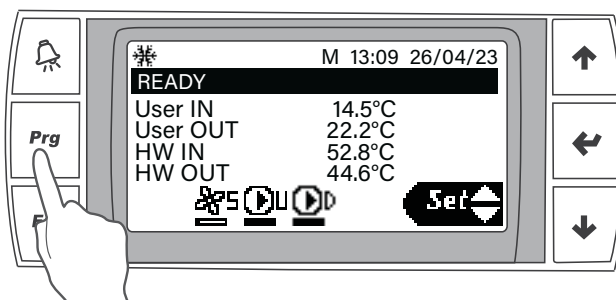 M 13:09 26/04/23
READY
User IN 14.5°C
User OUT 22.2°C
HW IN 52.8°C
HW OUT 44.6°C
S U D
Set
Prg